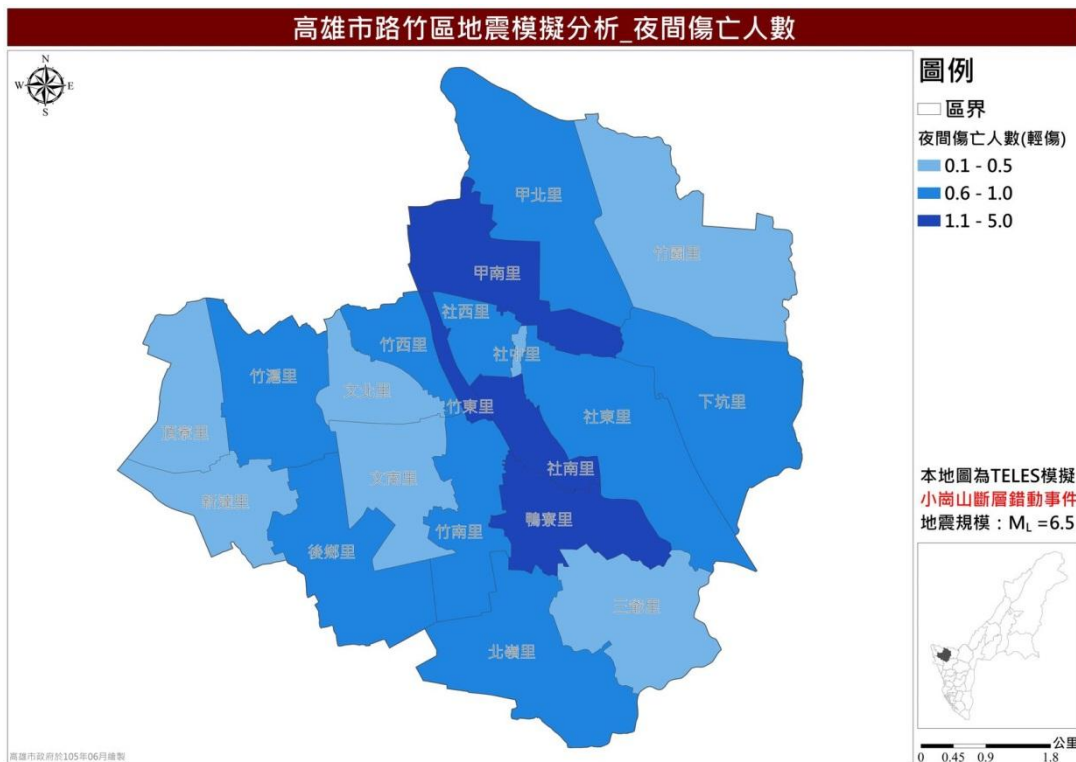 高雄市路竹區地震模擬分析_夜間傷亡人數
N
W
E
S
圖例
區界
夜間傷亡人數(輕傷)
0.1 - 0.5
0.6 - 1.0
1.1 - 5.0
甲北里
竹園里
甲南里
社西里
竹西里
社中里
竹滬里
文北里
竹東里
社東里
下坑里
頂寮里
社南里
文南里
新達里
鴨寮里
竹南里
後鄉里
三爺里
北嶺里
本地圖為TELES模擬
小崗山斷層錯動事件
地震規模：ML =6.5
公里
0 0.45 0.9 1.8
高雄市政府於105年06月繪製